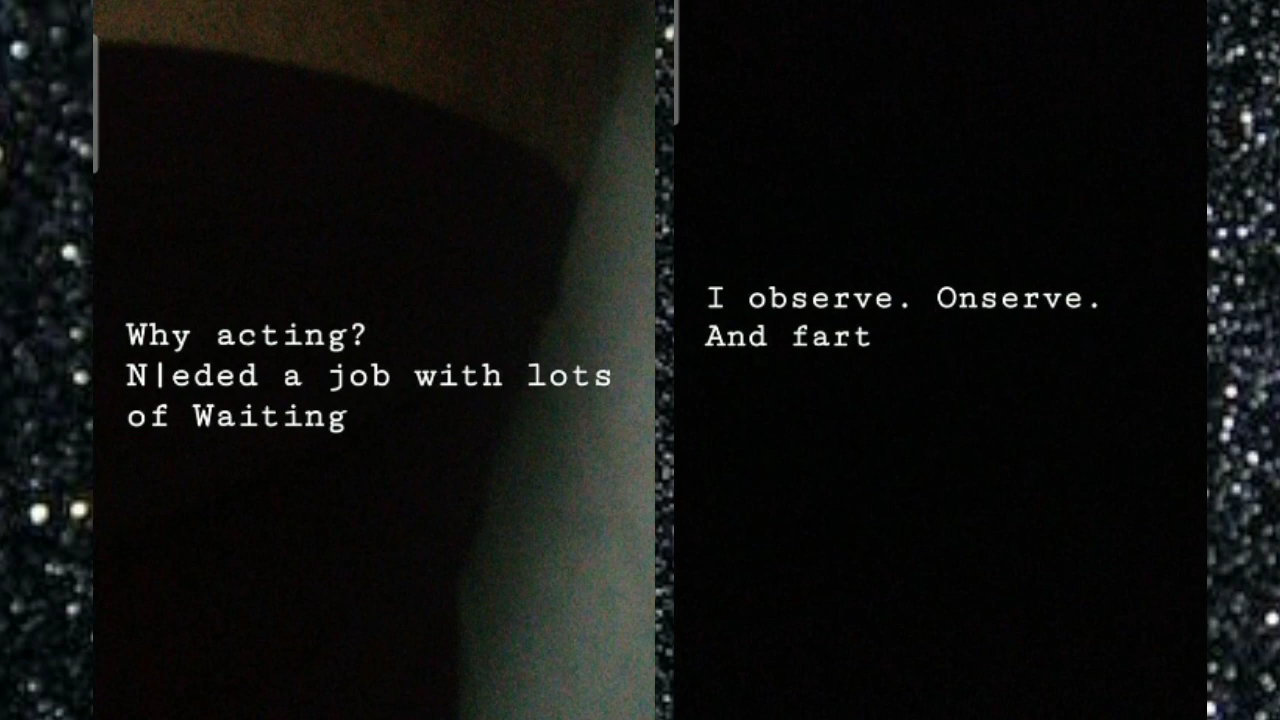 Why acting?
N|eded a job with lots
of Waiting
I observe. Onserve.
And fart